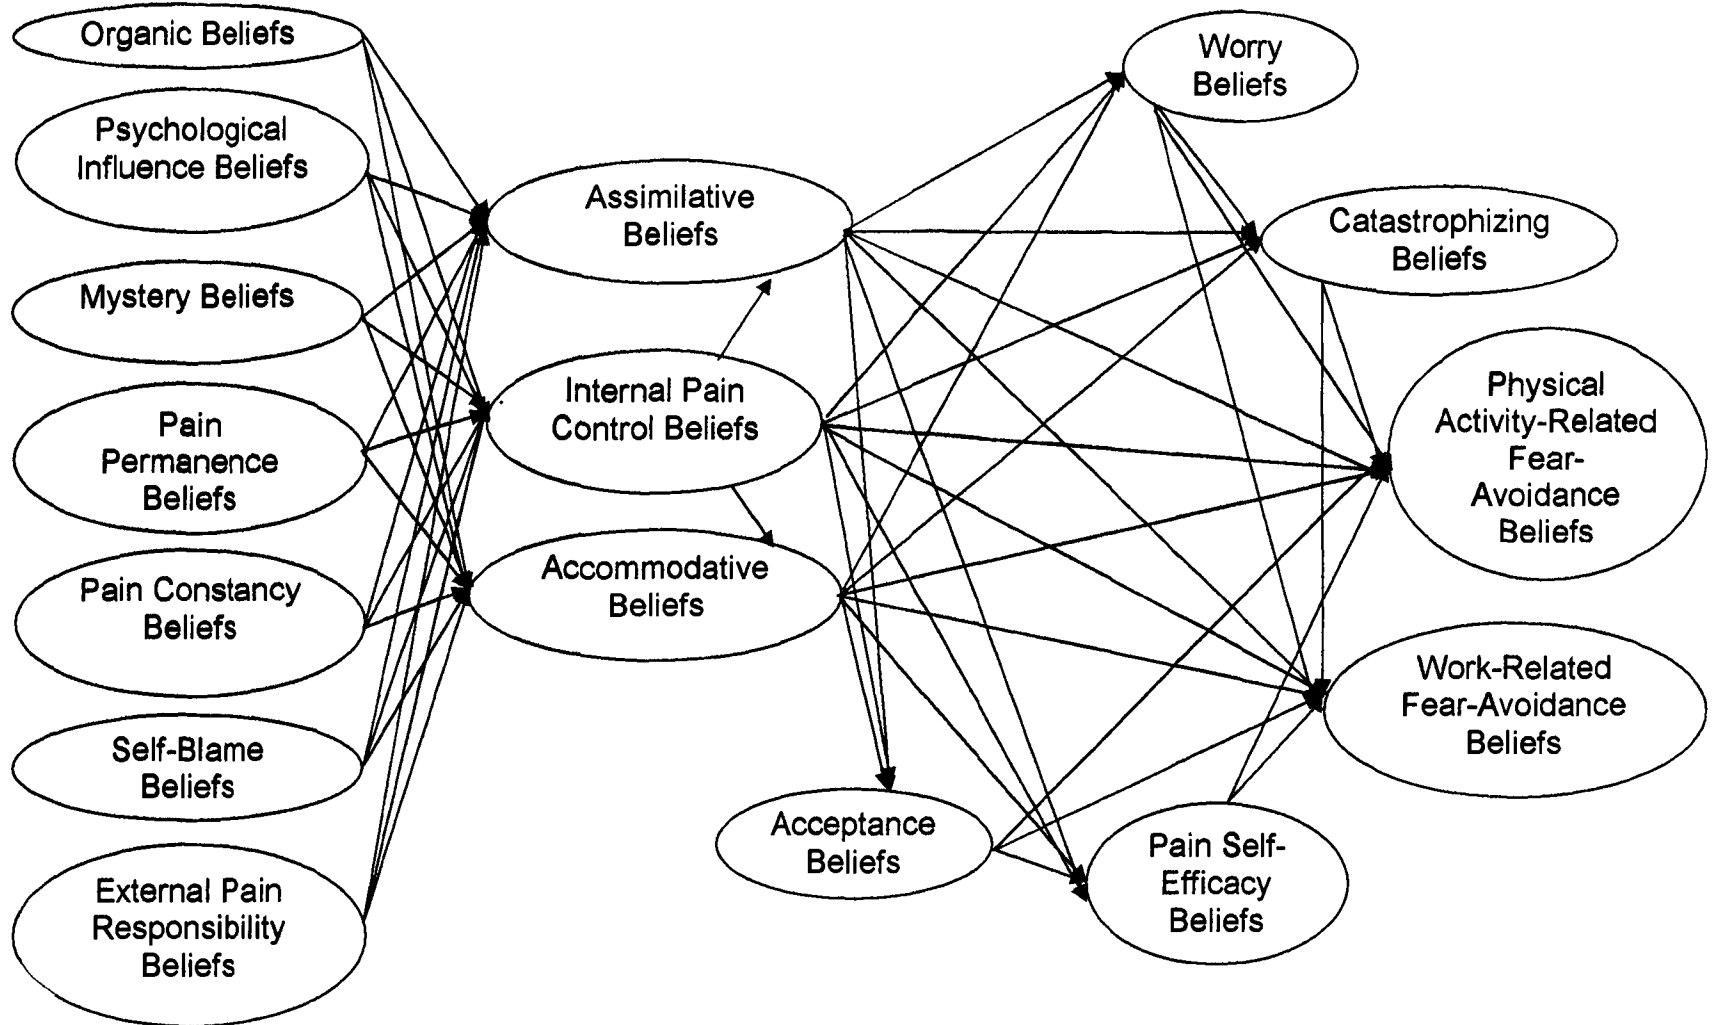 Organic Beliefs
Psychological
Influence Beliefs
Mystery Beliefs
Pain
Permanence
Beliefs
Pain Constancy
Beliefs
Self-Blame
Beliefs
External Pain
Responsibility
Beliefs
Assimilative
Beliefs
Internal Pain
Control Beliefs
Accommodative
Beliefs
Worry
Beliefs
Catastrophizing
Beliefs
Physical
Activity-Related
Fear-
Avoidance
Beliefs
Work-Related
Fear-Avoidance
Beliefs
Acceptance
Beliefs
Pain Self-
Efficacy
Beliefs